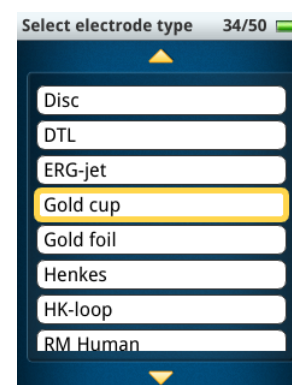 Select electrode type 34/50
Disc
DTL
ERG-jet
Gold cup
Gold foil
Henkes
HK-loop
RM Human